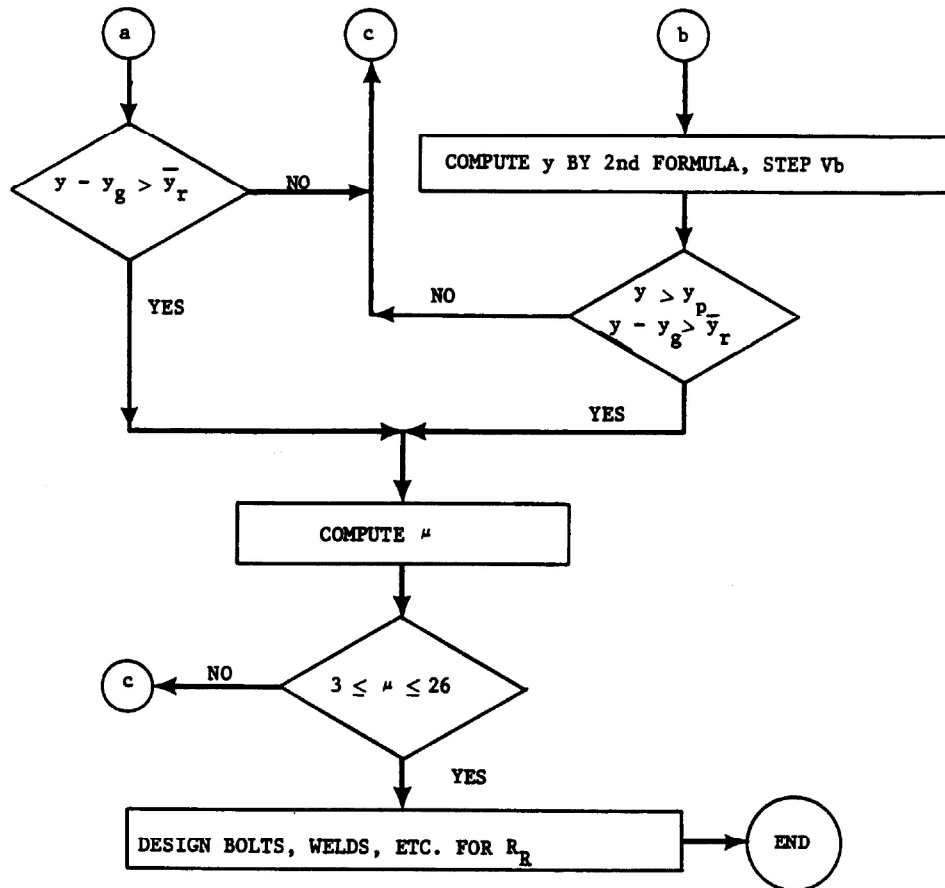 a
c
b
COMPUTE y BY 2nd FORMULA, STEP Vb
y - y_g > ȳ_r
NO
YES
NO
y > y_p
y - y_g > ȳ_r
YES
COMPUTE μ
c
NO
3 ≤ μ ≤ 26
YES
DESIGN BOLTS, WELDS, ETC. FOR R_R
END